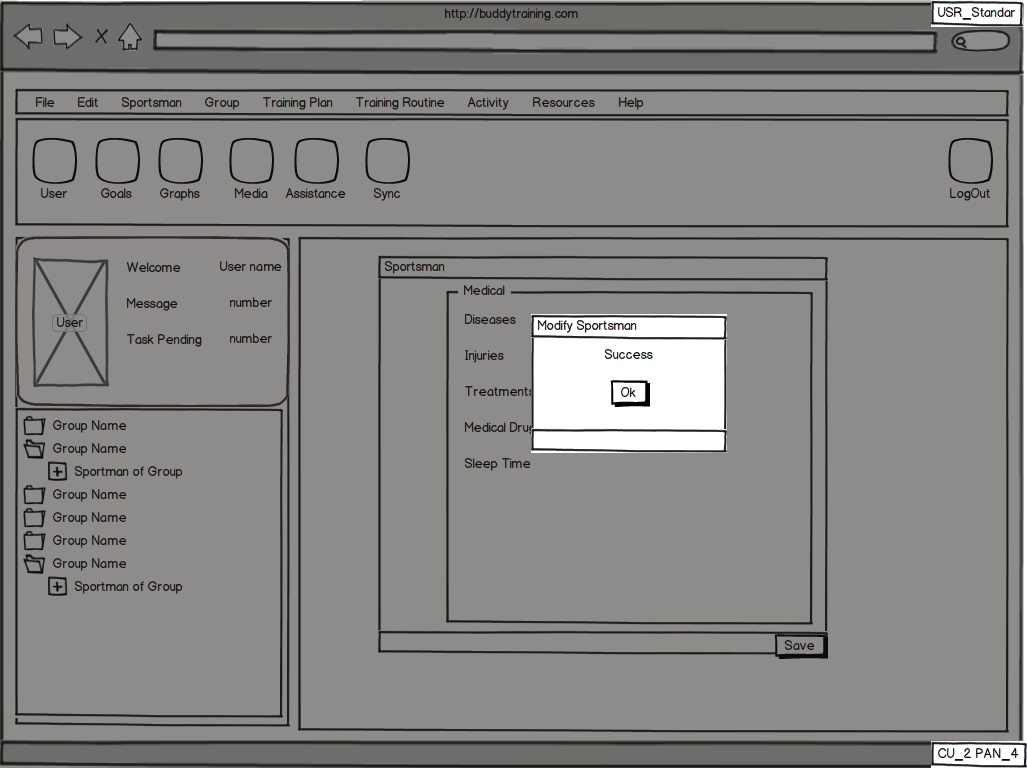 http://buddytraining.com
USR_Standar
File Edit Sportsman Group Training Plan Training Routine Activity Resources Help
User Goals Graphs Media Assistance Sync LogOut
Welcome User name
Message number
User
Task Pending number
Group Name
Group Name
Sportman of Group
Group Name
Group Name
Group Name
Group Name
Sportman of Group
Sportsman
Medical
Diseases
Injuries
Treatments
Medical Drug
Sleep Time
Modify Sportsman
Success
Ok
Save
CU_2 PAN_4